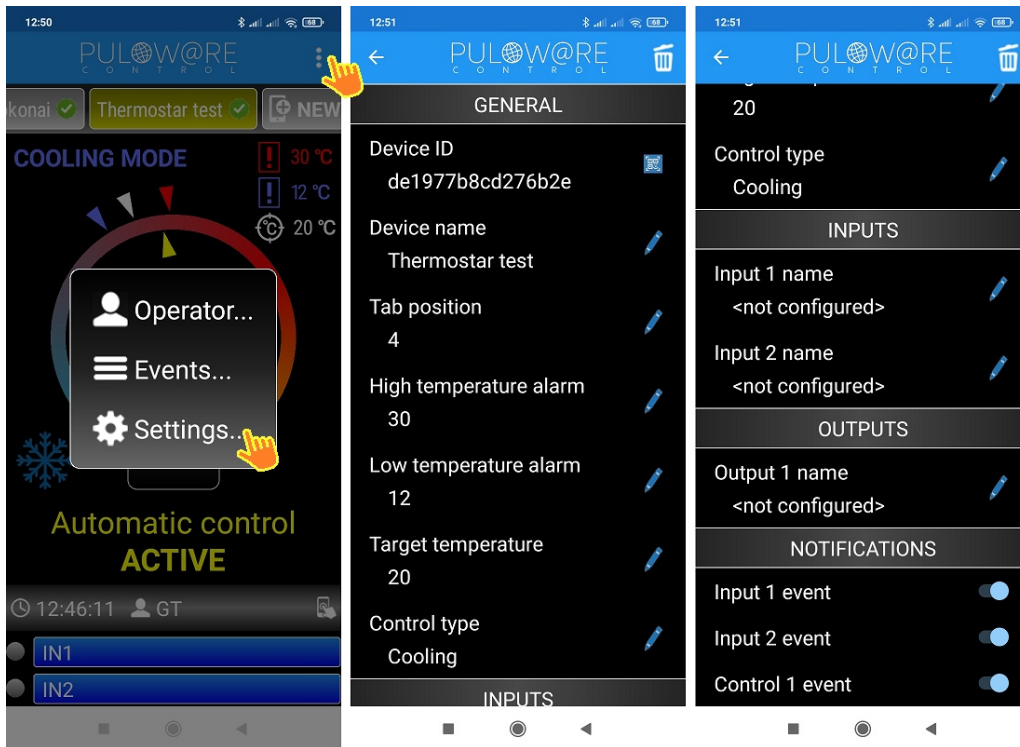 12:50
68
PULOW@RE
CONTROL
konai
Thermostar test
NEW
COOLING MODE
30 °C
12 °C
20 °C
Operator...
Events...
Settings...
Automatic control
ACTIVE
12:46:11 GT
IN1
IN2
12:51
68
PULOW@RE
CONTROL
GENERAL
Device ID
de1977b8cd276b2e
Device name
Thermostar test
Tab position
4
High temperature alarm
30
Low temperature alarm
12
Target temperature
20
Control type
Cooling
INPUTS
12:51
68
PULOW@RE
CONTROL
20
Control type
Cooling
INPUTS
Input 1 name
<not configured>
Input 2 name
<not configured>
OUTPUTS
Output 1 name
<not configured>
NOTIFICATIONS
Input 1 event
Input 2 event
Control 1 event